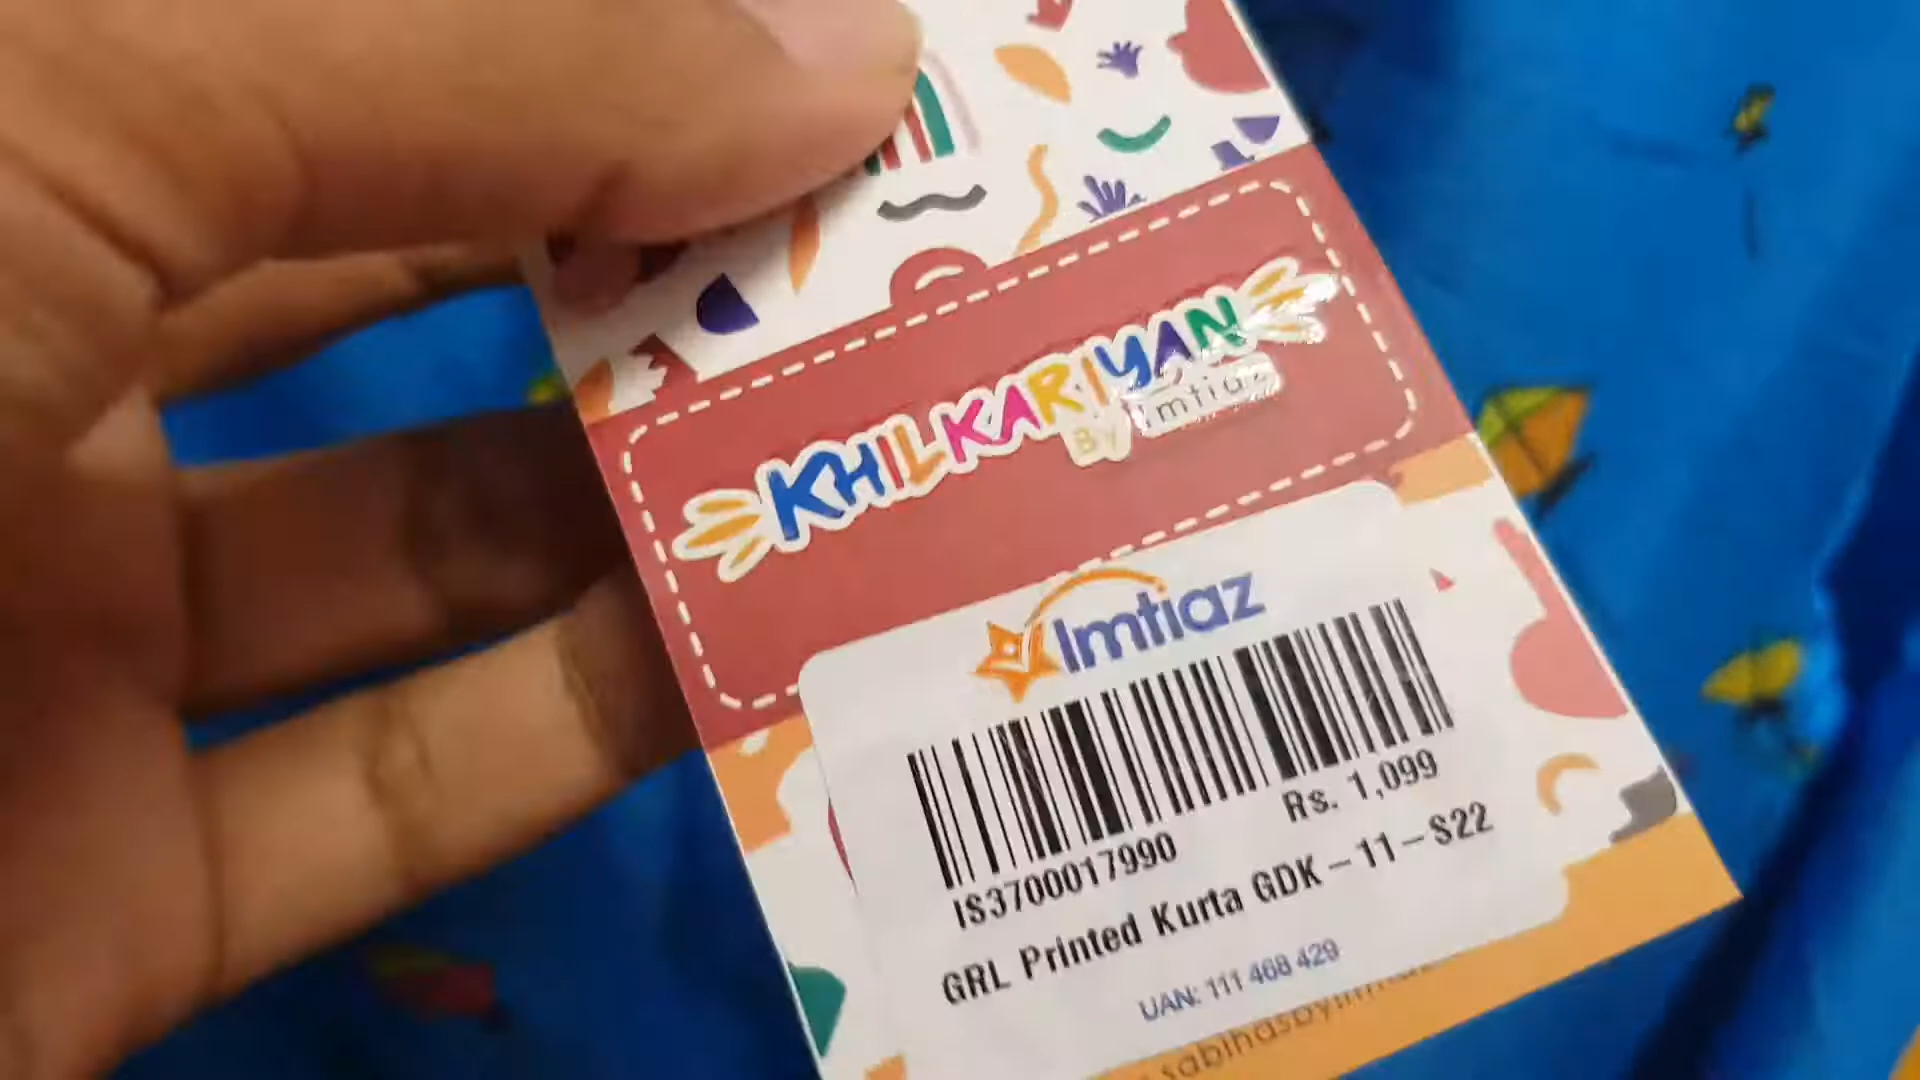 KHILKARIYAN
By Imtiaz
Imtiaz
Rs. 1,099
IS3700017990
GRL Printed Kurta GDK-11-S22
UAN: 111 468 429